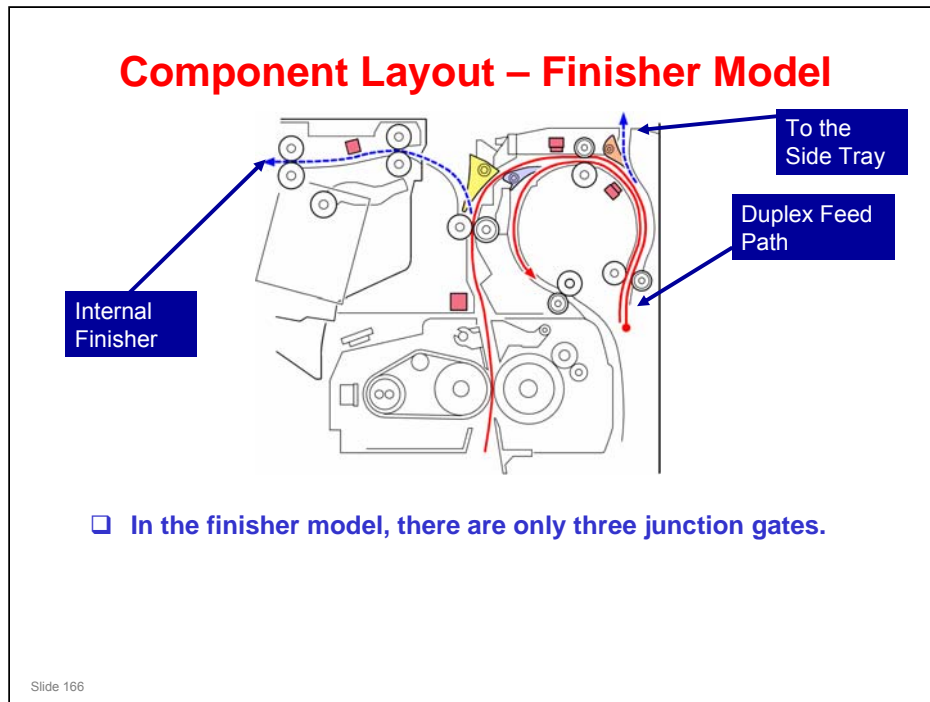 Component Layout – Finisher Model
To the
Side Tray
Duplex Feed
Path
Internal
Finisher
❑ In the finisher model, there are only three junction gates.
Slide 166